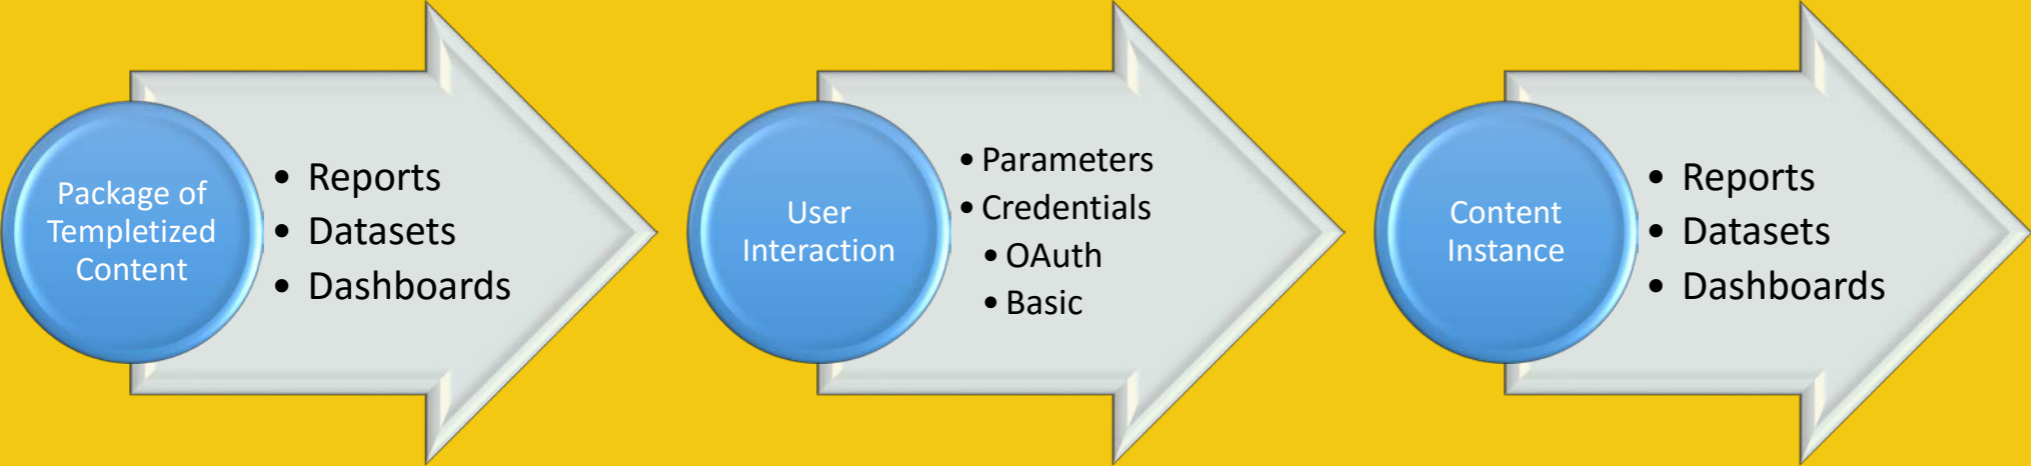 Package of
Templetized
Content
• Reports
• Datasets
• Dashboards
User
Interaction
• Parameters
• Credentials
• OAuth
• Basic
Content
Instance
• Reports
• Datasets
• Dashboards